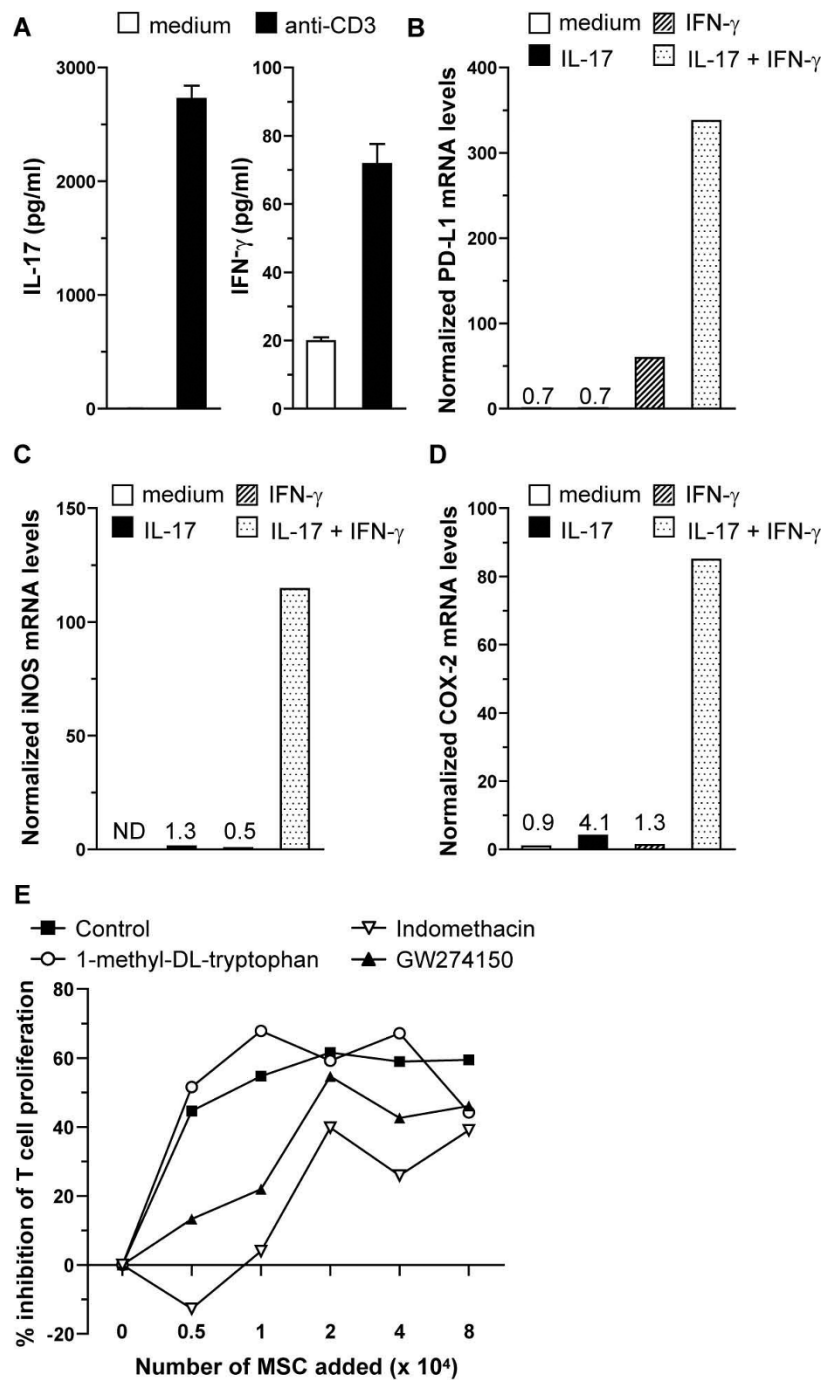 A
medium
anti-CD3
IL-17 (pg/ml)
3000
2000
1000
0
IFN-γ (pg/ml)
100
80
60
40
20
0
B
medium
IFN-γ
IL-17
IL-17 + IFN-γ
Normalized PD-L1 mRNA levels
400
300
200
100
0
0.7
0.7
C
medium
IFN-γ
IL-17
IL-17 + IFN-γ
Normalized iNOS mRNA levels
150
100
50
0
ND
1.3
0.5
D
medium
IFN-γ
IL-17
IL-17 + IFN-γ
Normalized COX-2 mRNA levels
100
80
60
40
20
0
0.9
4.1
1.3
E
Control
Indomethacin
1-methyl-DL-tryptophan
GW274150
% inhibition of T cell proliferation
80
60
40
20
0
-20
0 0.5 1 2 4 8
Number of MSC added (x 10⁴)